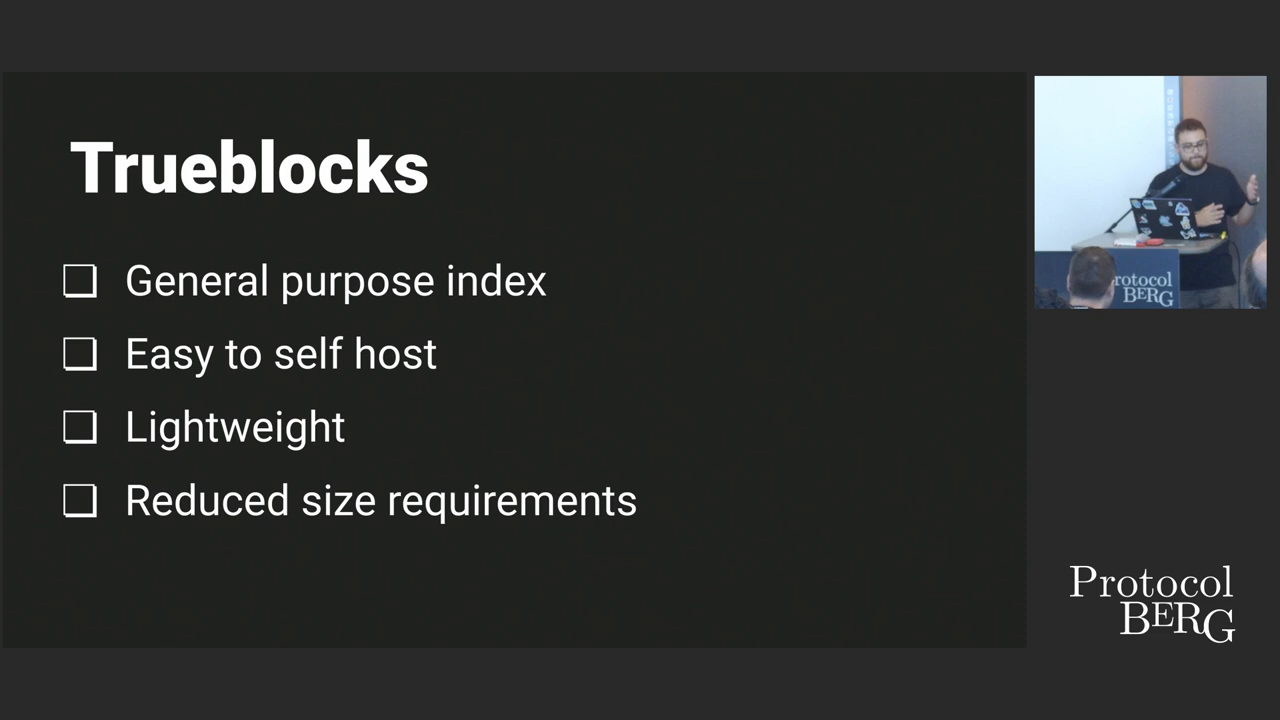 Trueblocks
❏ General purpose index
❏ Easy to self host
❏ Lightweight
❏ Reduced size requirements
rotocol
BERG
Protocol
BERG